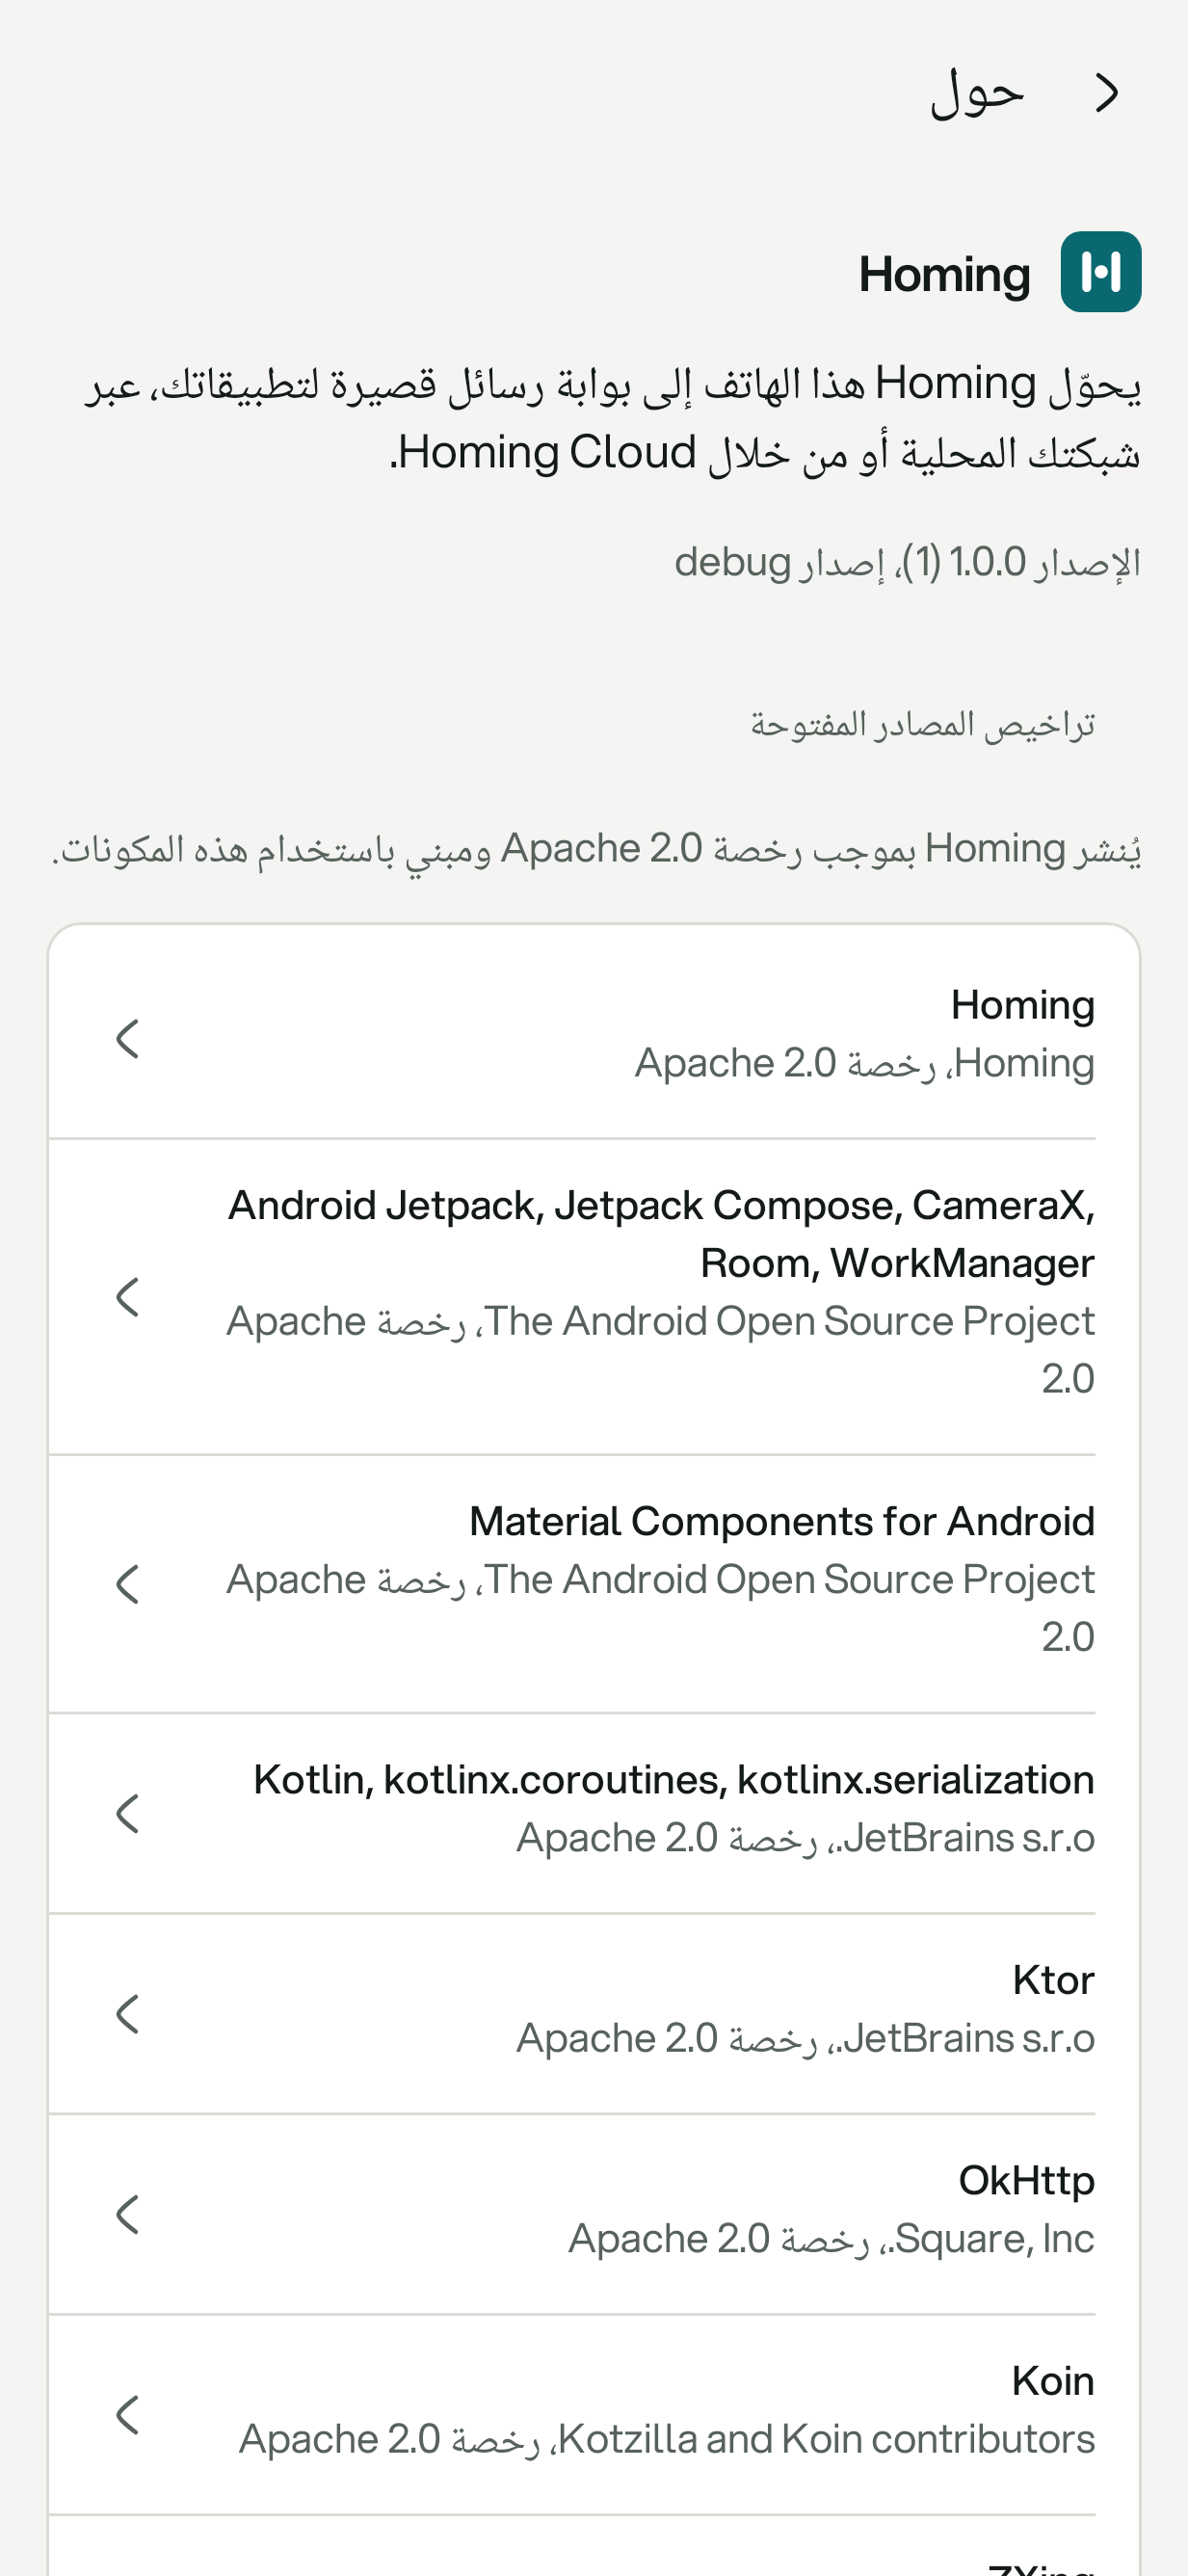 حول
Homing
يحوّل Homing هذا الهاتف إلى بوابة رسائل قصيرة لتطبيقاتك، عبر
شبكتك المحلية أو من خلال Homing Cloud.
الإصدار 1.0.0 (1)، إصدار debug
تراخيص المصادر المفتوحة
يُنشر Homing بموجب رخصة Apache 2.0 ومبني باستخدام هذه المكونات.
Homing
Homing، رخصة Apache 2.0
Android Jetpack, Jetpack Compose, CameraX,
Room, WorkManager
The Android Open Source Project، رخصة Apache
2.0
Material Components for Android
The Android Open Source Project، رخصة Apache
2.0
Kotlin, kotlinx.coroutines, kotlinx.serialization
JetBrains s.r.o.، رخصة Apache 2.0
Ktor
JetBrains s.r.o.، رخصة Apache 2.0
OkHttp
Square, Inc.، رخصة Apache 2.0
Koin
Kotzilla and Koin contributors، رخصة Apache 2.0
ZXing